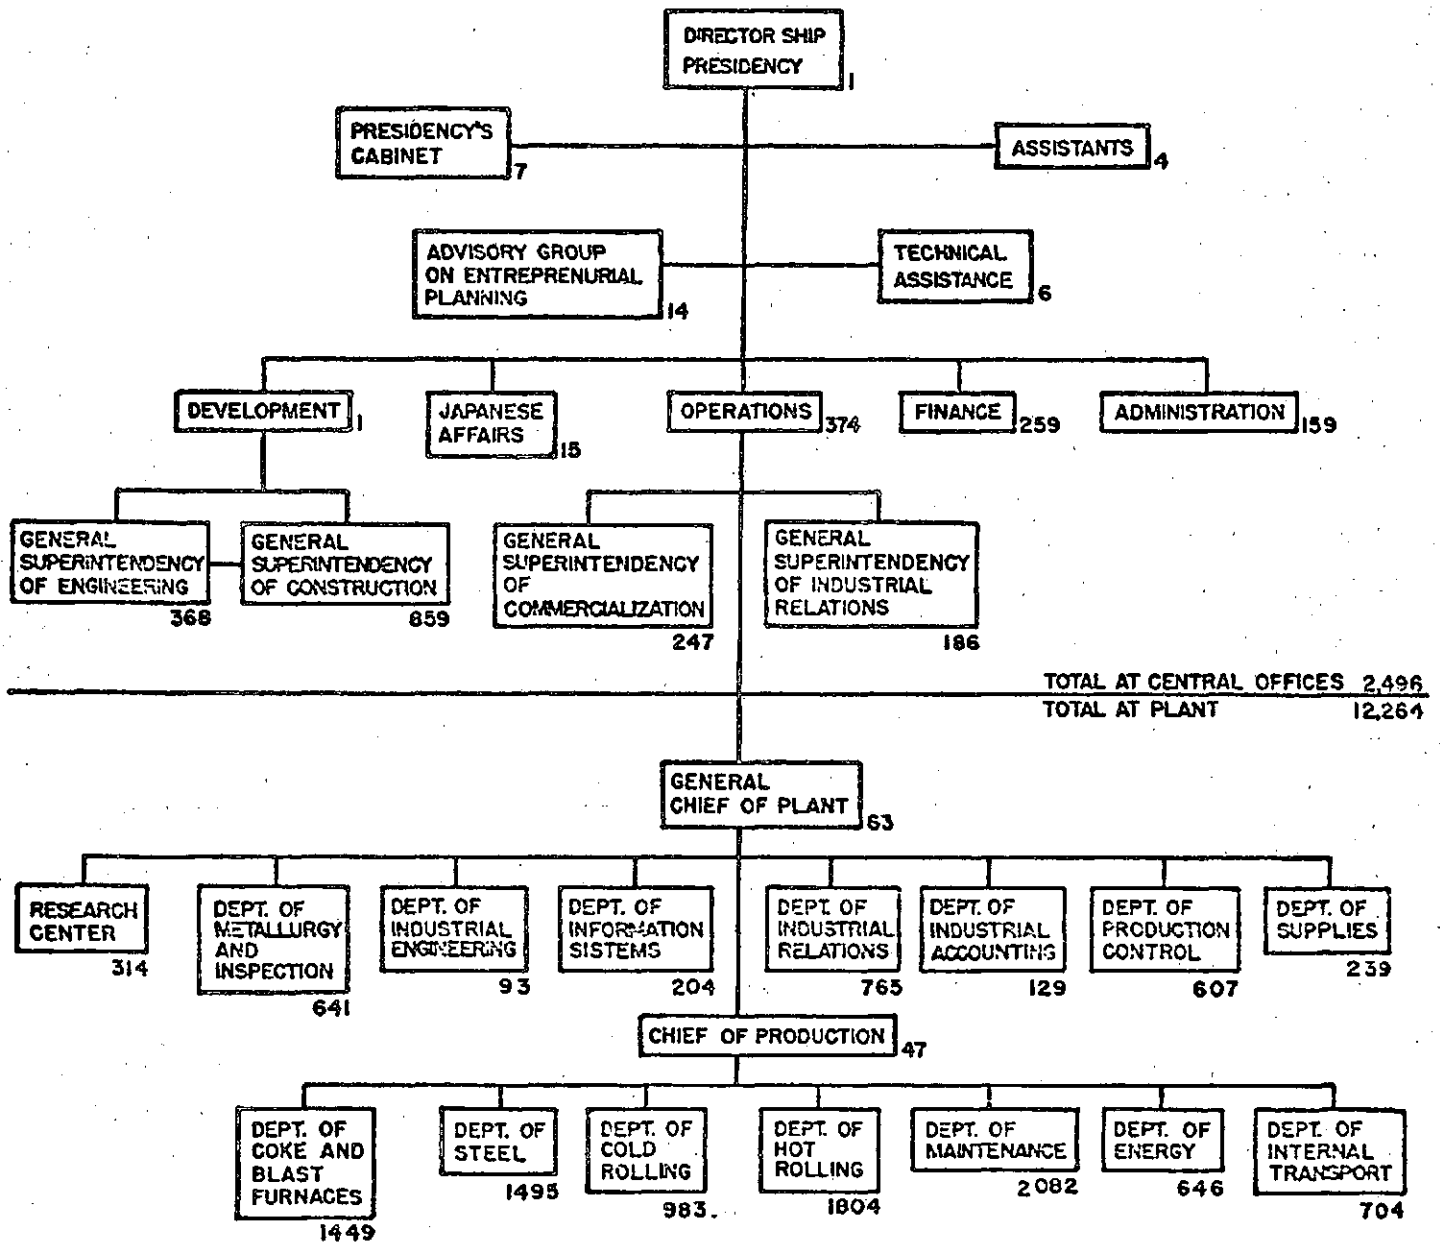 DIRECTOR SHIP
PRESIDENCY
1
PRESIDENCY'S
CABINET
7
ASSISTANTS
4
ADVISORY GROUP
ON ENTREPRENURIAL
PLANNING
14
TECHNICAL
ASSISTANCE
6
DEVELOPMENT
1
JAPANESE
AFFAIRS
15
OPERATIONS
374
FINANCE
259
ADMINISTRATION
159
GENERAL
SUPERINTENDENCY
OF ENGINEERING
368
GENERAL
SUPERINTENDENCY
OF CONSTRUCTION
859
GENERAL
SUPERINTENDENCY
OF
COMMERCIALIZATION
247
GENERAL
SUPERINTENDENCY
OF INDUSTRIAL
RELATIONS
186
TOTAL AT CENTRAL OFFICES 2,496
TOTAL AT PLANT 12,264
GENERAL
CHIEF OF PLANT
63
RESEARCH
CENTER
314
DEPT. OF
METALLURGY
AND
INSPECTION
641
DEPT. OF
INDUSTRIAL
ENGINEERING
93
DEPT. OF
INFORMATION
SISTEMS
204
DEPT. OF
INDUSTRIAL
RELATIONS
765
DEPT. OF
INDUSTRIAL
ACCOUNTING
129
DEPT. OF
PRODUCTION
CONTROL
607
DEPT. OF
SUPPLIES
239
CHIEF OF PRODUCTION
47
DEPT. OF
COKE AND
BLAST
FURNACES
1449
DEPT. OF
STEEL
1495
DEPT. OF
COLD
ROLLING
983.
DEPT. OF
HOT
ROLLING
1804
DEPT. OF
MAINTENANCE
2082
DEPT. OF
ENERGY
646
DEPT. OF
INTERNAL
TRANSPORT
704